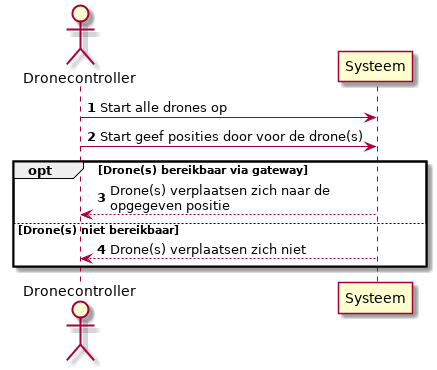 Dronecontroller
Systeem
1 Start alle drones op
2 Start geef posities door voor de drone(s)
opt [Drone(s) bereikbaar via gateway]
3 Drone(s) verplaatsen zich naar de
opgegeven positie
[Drone(s) niet bereikbaar]
4 Drone(s) verplaatsen zich niet
Dronecontroller
Systeem